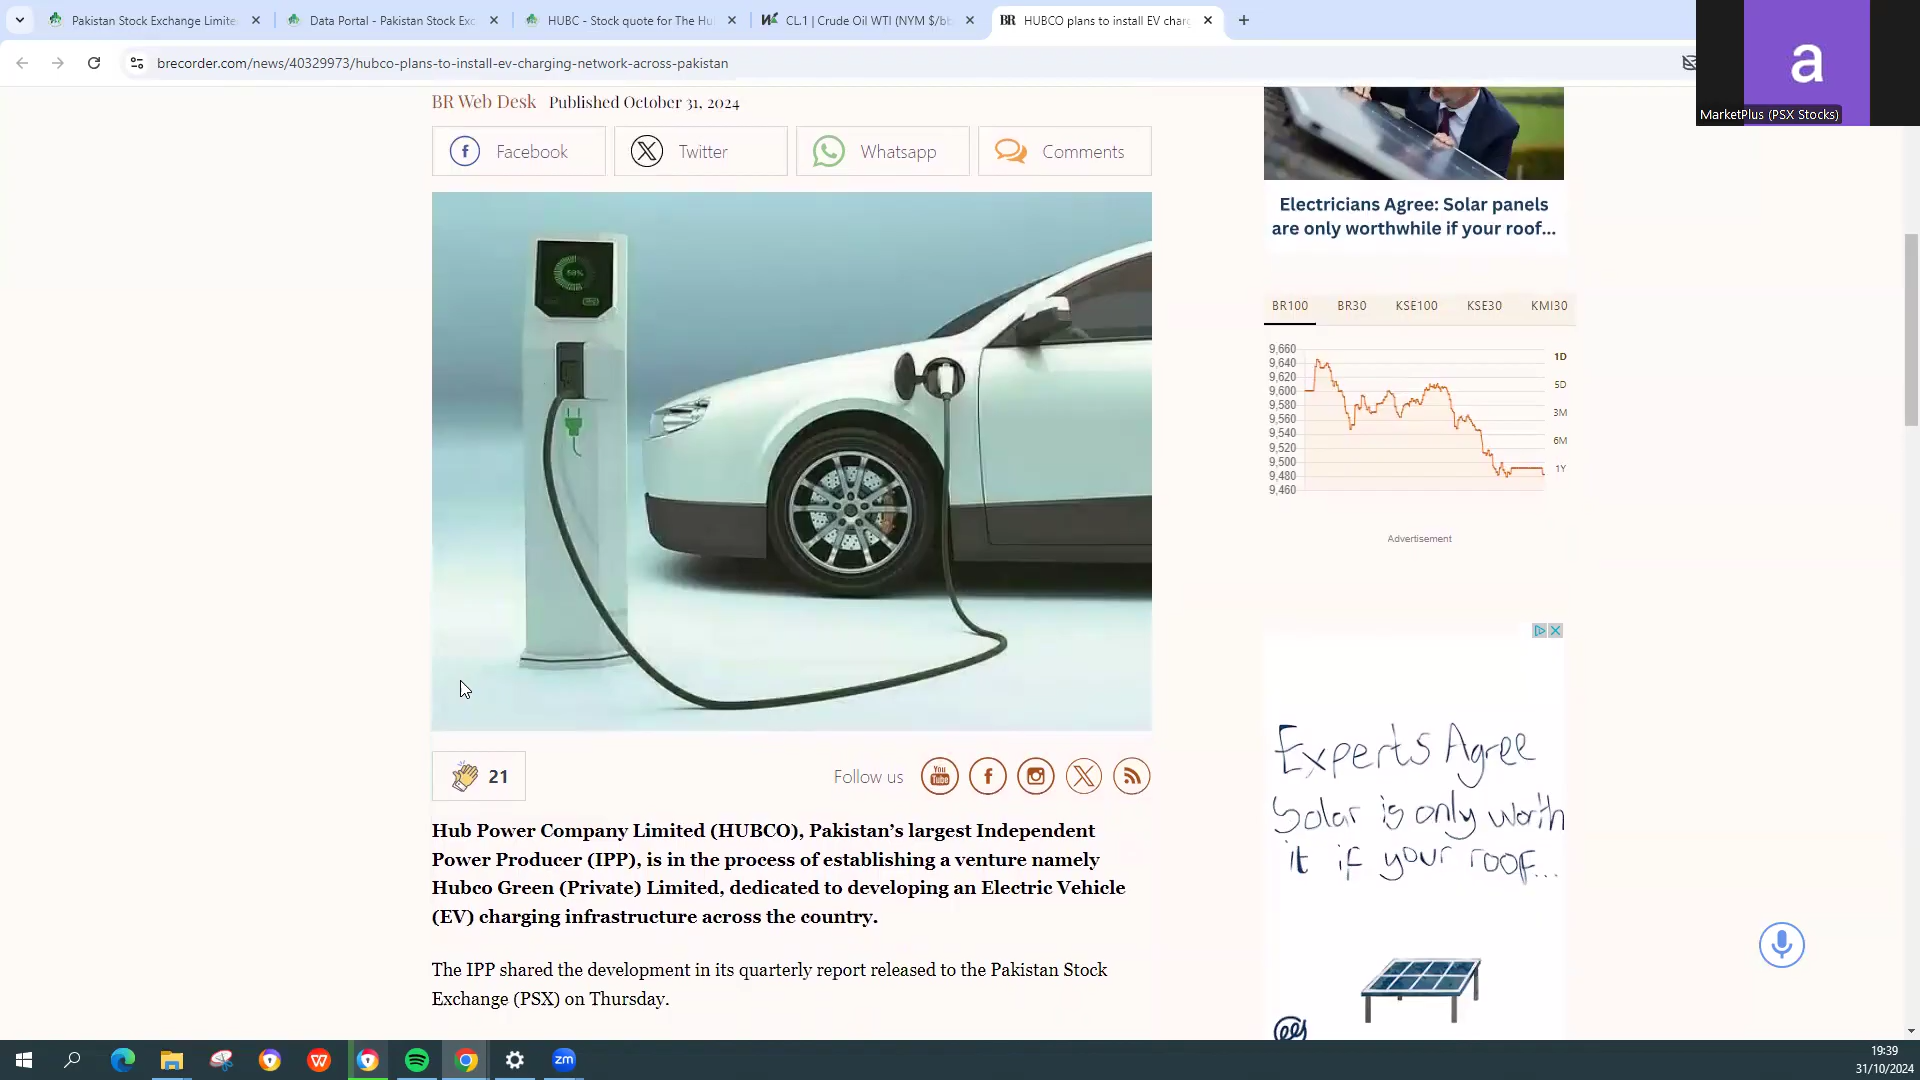 Pakistan Stock Exchange Limite
Data Portal - Pakistan Stock Exc
HUBC - Stock quote for The Hu
CL.1 | Crude Oil WTI (NYM $/bb
BR HUBCO plans to install EV charg
brecorder.com/news/40329973/hubco-plans-to-install-ev-charging-network-across-pakistan
a
MarketPlus (PSX Stocks)
BR Web Desk Published October 31, 2024
Facebook
Twitter
Whatsapp
Comments
58%
21
Follow us
You
Tube
Hub Power Company Limited (HUBCO), Pakistan’s largest Independent
Power Producer (IPP), is in the process of establishing a venture namely
Hubco Green (Private) Limited, dedicated to developing an Electric Vehicle
(EV) charging infrastructure across the country.
The IPP shared the development in its quarterly report released to the Pakistan Stock
Exchange (PSX) on Thursday.
Electricians Agree: Solar panels
are only worthwhile if your roof...
BR100 BR30 KSE100 KSE30 KMI30
9,660
9,640
9,620
9,600
9,580
9,560
9,540
9,520
9,500
9,480
9,460
1D
5D
3M
6M
1Y
Advertisement
Experts Agree
Solar is only worth
it if your roof...
ees
zm
19:39
31/10/2024